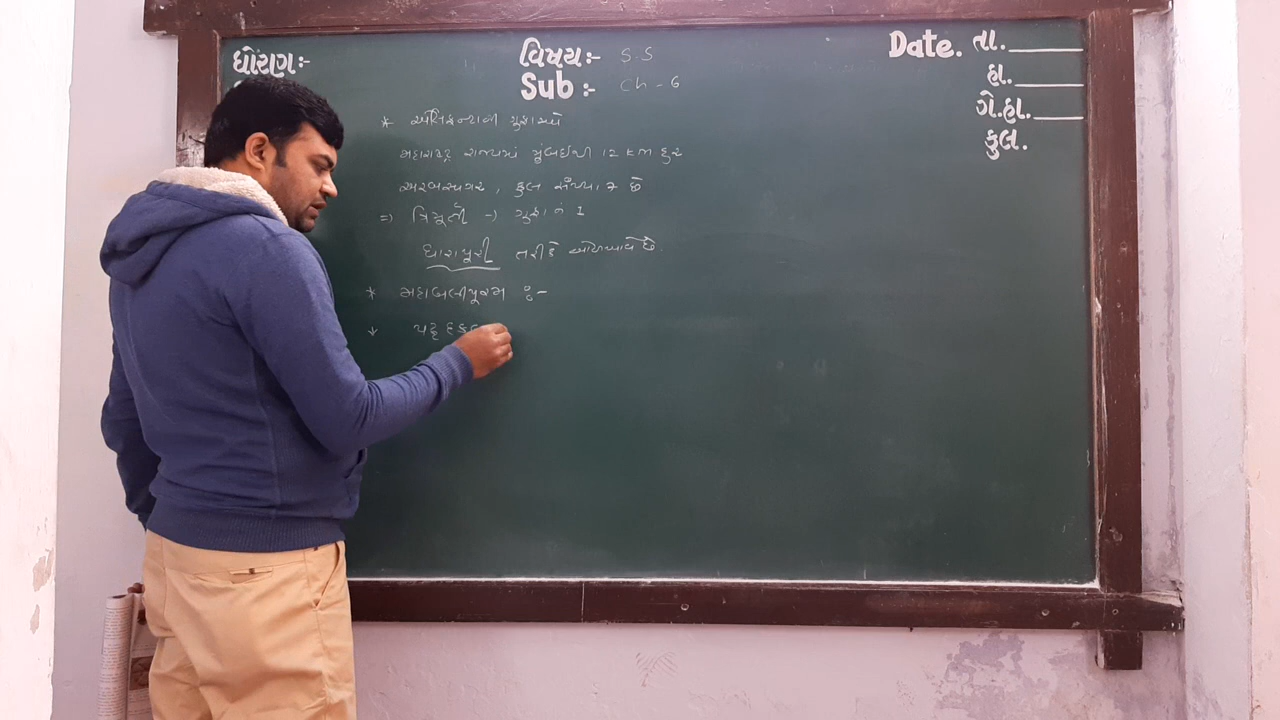 ધોરણ:-
વિષય:- S.S
Sub:- Ch - 6
Date. તા.
હા.
ગે.હા.
કુલ.
* એલિફન્ટાની ગુફાઓ
મહારાષ્ટ્ર રાજ્યમાં મુંબઇથી 12 km દુર
અરબસાગર, કુલ સંખ્યા 7 છે
=> ત્રિમૂર્તી -> ગુફા નં 1
ધારાપુરી તરીકે ઓળખાવે છે.
* મહાબલીપુરમ :-